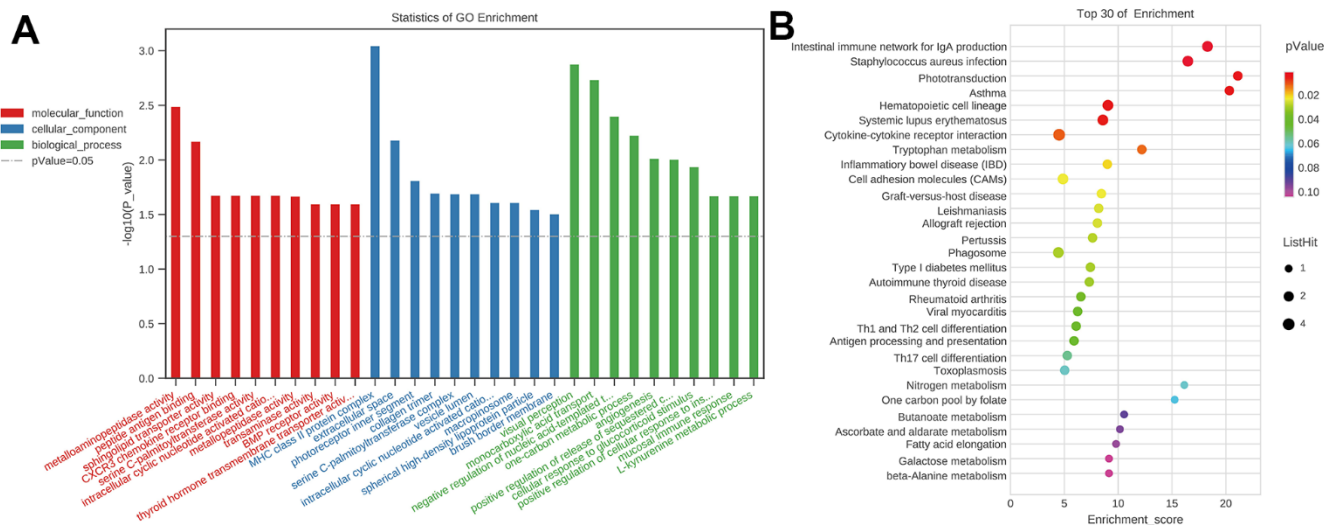 A
Statistics of GO Enrichment
molecular_function
cellular_component
biological_process
pValue=0.05
-log10(P_value)
3.0
2.5
2.0
1.5
1.0
0.5
0.0
metalloaminopeptidase activity
peptide antigen binding
sphingolipid transporter activity
CXCR3 chemokine receptor binding
serine C-palmitoyltransferase activity
intracellular cyclic nucleotide activated catio...
metallopeptidase activity
transaminase activity
BMP receptor activity
thyroid hormone transmembrane transporter activ...
MHC class II protein complex
extracellular space
photoreceptor inner segment
collagen trimer
serine C-palmitoyltransferase complex
vesicle lumen
intracellular cyclic nucleotide activated catio...
macropinosome
spherical high-density lipoprotein particle
brush border membrane
visual perception
monocarboxylic acid transport
negative regulation of nucleic acid-templated t...
one-carbon metabolic process
angiogenesis
positive regulation of release of sequestered c...
cellular response to glucocorticoid stimulus
positive regulation of cellular response to ins...
mucosal immune response
L-kynurenine metabolic process
B
Top 30 of Enrichment
Intestinal immune network for IgA production
Staphylococcus aureus infection
Phototransduction
Asthma
Hematopoietic cell lineage
Systemic lupus erythematosus
Cytokine-cytokine receptor interaction
Tryptophan metabolism
Inflammatory bowel disease (IBD)
Cell adhesion molecules (CAMs)
Graft-versus-host disease
Leishmaniasis
Allograft rejection
Pertussis
Phagosome
Type I diabetes mellitus
Autoimmune thyroid disease
Rheumatoid arthritis
Viral myocarditis
Th1 and Th2 cell differentiation
Antigen processing and presentation
Th17 cell differentiation
Toxoplasmosis
Nitrogen metabolism
One carbon pool by folate
Butanoate metabolism
Ascorbate and aldarate metabolism
Fatty acid elongation
Galactose metabolism
beta-Alanine metabolism
0 5 10 15 20
Enrichment_score
pValue
0.02
0.04
0.06
0.08
0.10
ListHit
1
2
4